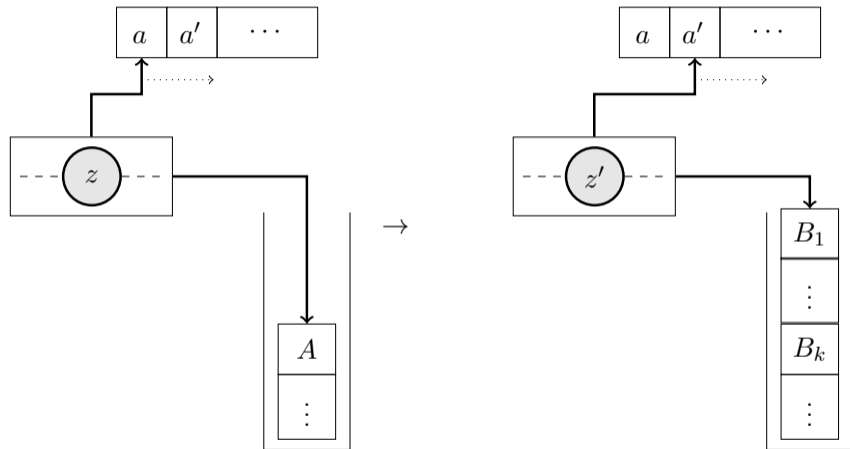 a a′ ⋯ a a′ ⋯
z z′
→ B₁
⋮
A Bₖ
⋮ ⋮